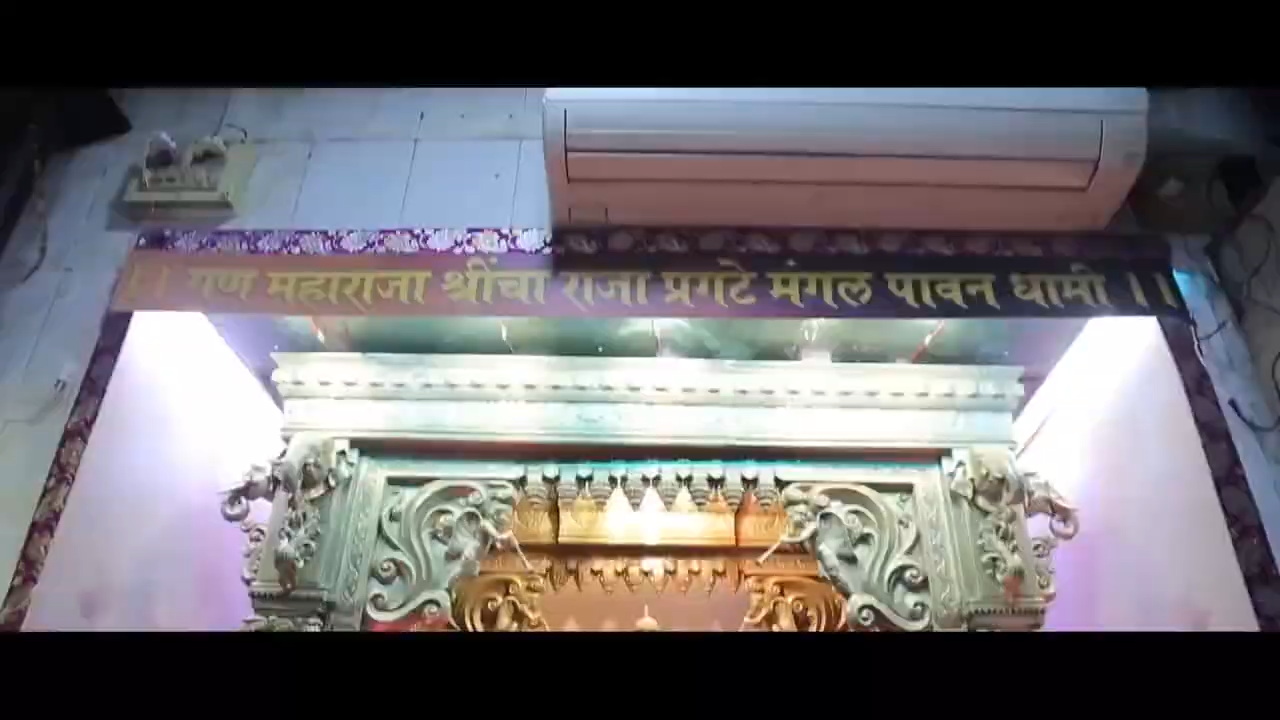 ।। गण महाराजा श्रींचा राजा प्रगटे मंगल पावन धामी ।।